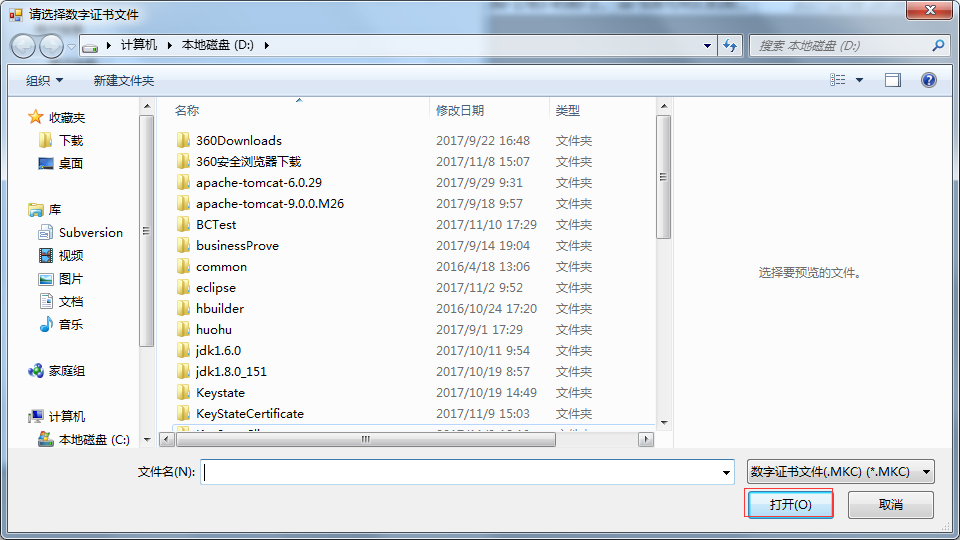 请选择数字证书文件
计算机 本地磁盘 (D:)
搜索 本地磁盘 (D:)
组织 新建文件夹
收藏夹
下载
桌面
库
Subversion
视频
图片
文档
音乐
家庭组
计算机
本地磁盘 (C:)
名称 修改日期 类型
360Downloads 2017/9/22 16:48 文件夹
360安全浏览器下载 2017/11/8 15:07 文件夹
apache-tomcat-6.0.29 2017/9/29 9:31 文件夹
apache-tomcat-9.0.0.M26 2017/9/18 9:57 文件夹
BCTest 2017/11/10 17:29 文件夹
businessProve 2017/9/14 19:04 文件夹
common 2016/4/18 13:06 文件夹
eclipse 2017/11/2 9:52 文件夹
hbuilder 2016/10/24 17:20 文件夹
huohu 2017/9/1 17:29 文件夹
jdk1.6.0 2017/10/11 9:54 文件夹
jdk1.8.0_151 2017/10/19 8:57 文件夹
Keystate 2017/10/19 14:49 文件夹
KeyStateCertificate 2017/11/9 15:03 文件夹
选择要预览的文件。
文件名(N):
数字证书文件(.MKC) (*.MKC)
打开(O) 取消